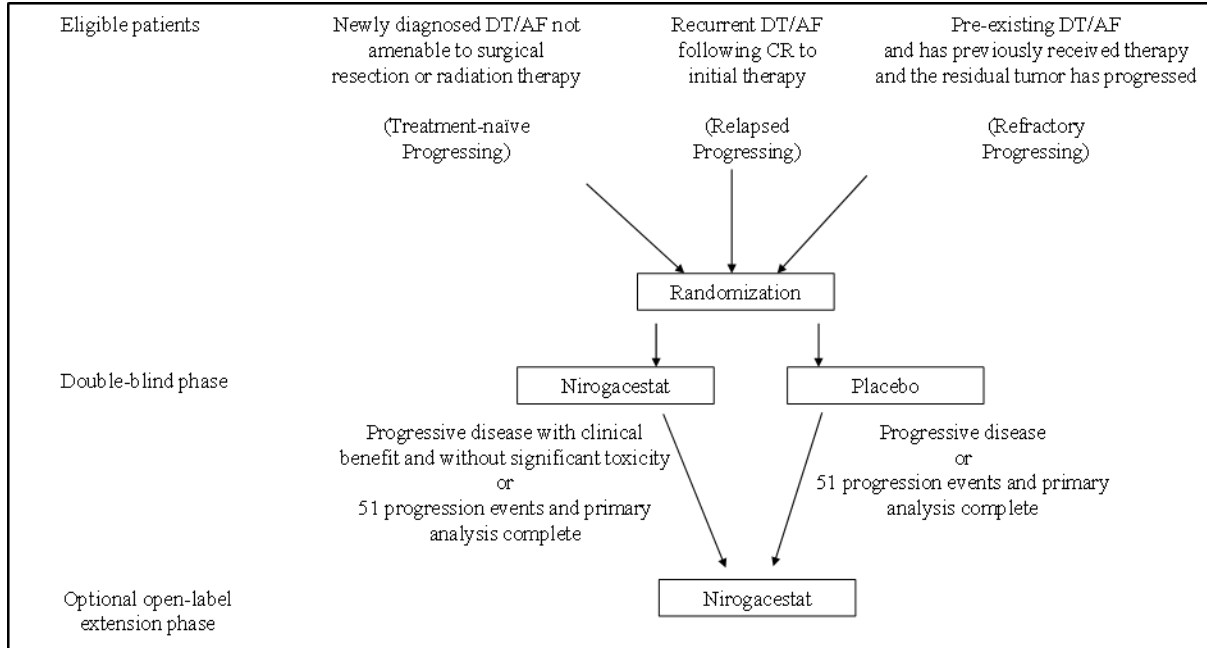 Eligible patients
Newly diagnosed DT/AF not
amenable to surgical
resection or radiation therapy
(Treatment-naïve
Progressing)
Recurrent DT/AF
following CR to
initial therapy
(Relapsed
Progressing)
Pre-existing DT/AF
and has previously received therapy
and the residual tumor has progressed
(Refractory
Progressing)
Randomization
Double-blind phase
Nirogacestat
Placebo
Progressive disease with clinical
benefit and without significant toxicity
or
51 progression events and primary
analysis complete
Progressive disease
or
51 progression events and primary
analysis complete
Optional open-label
extension phase
Nirogacestat